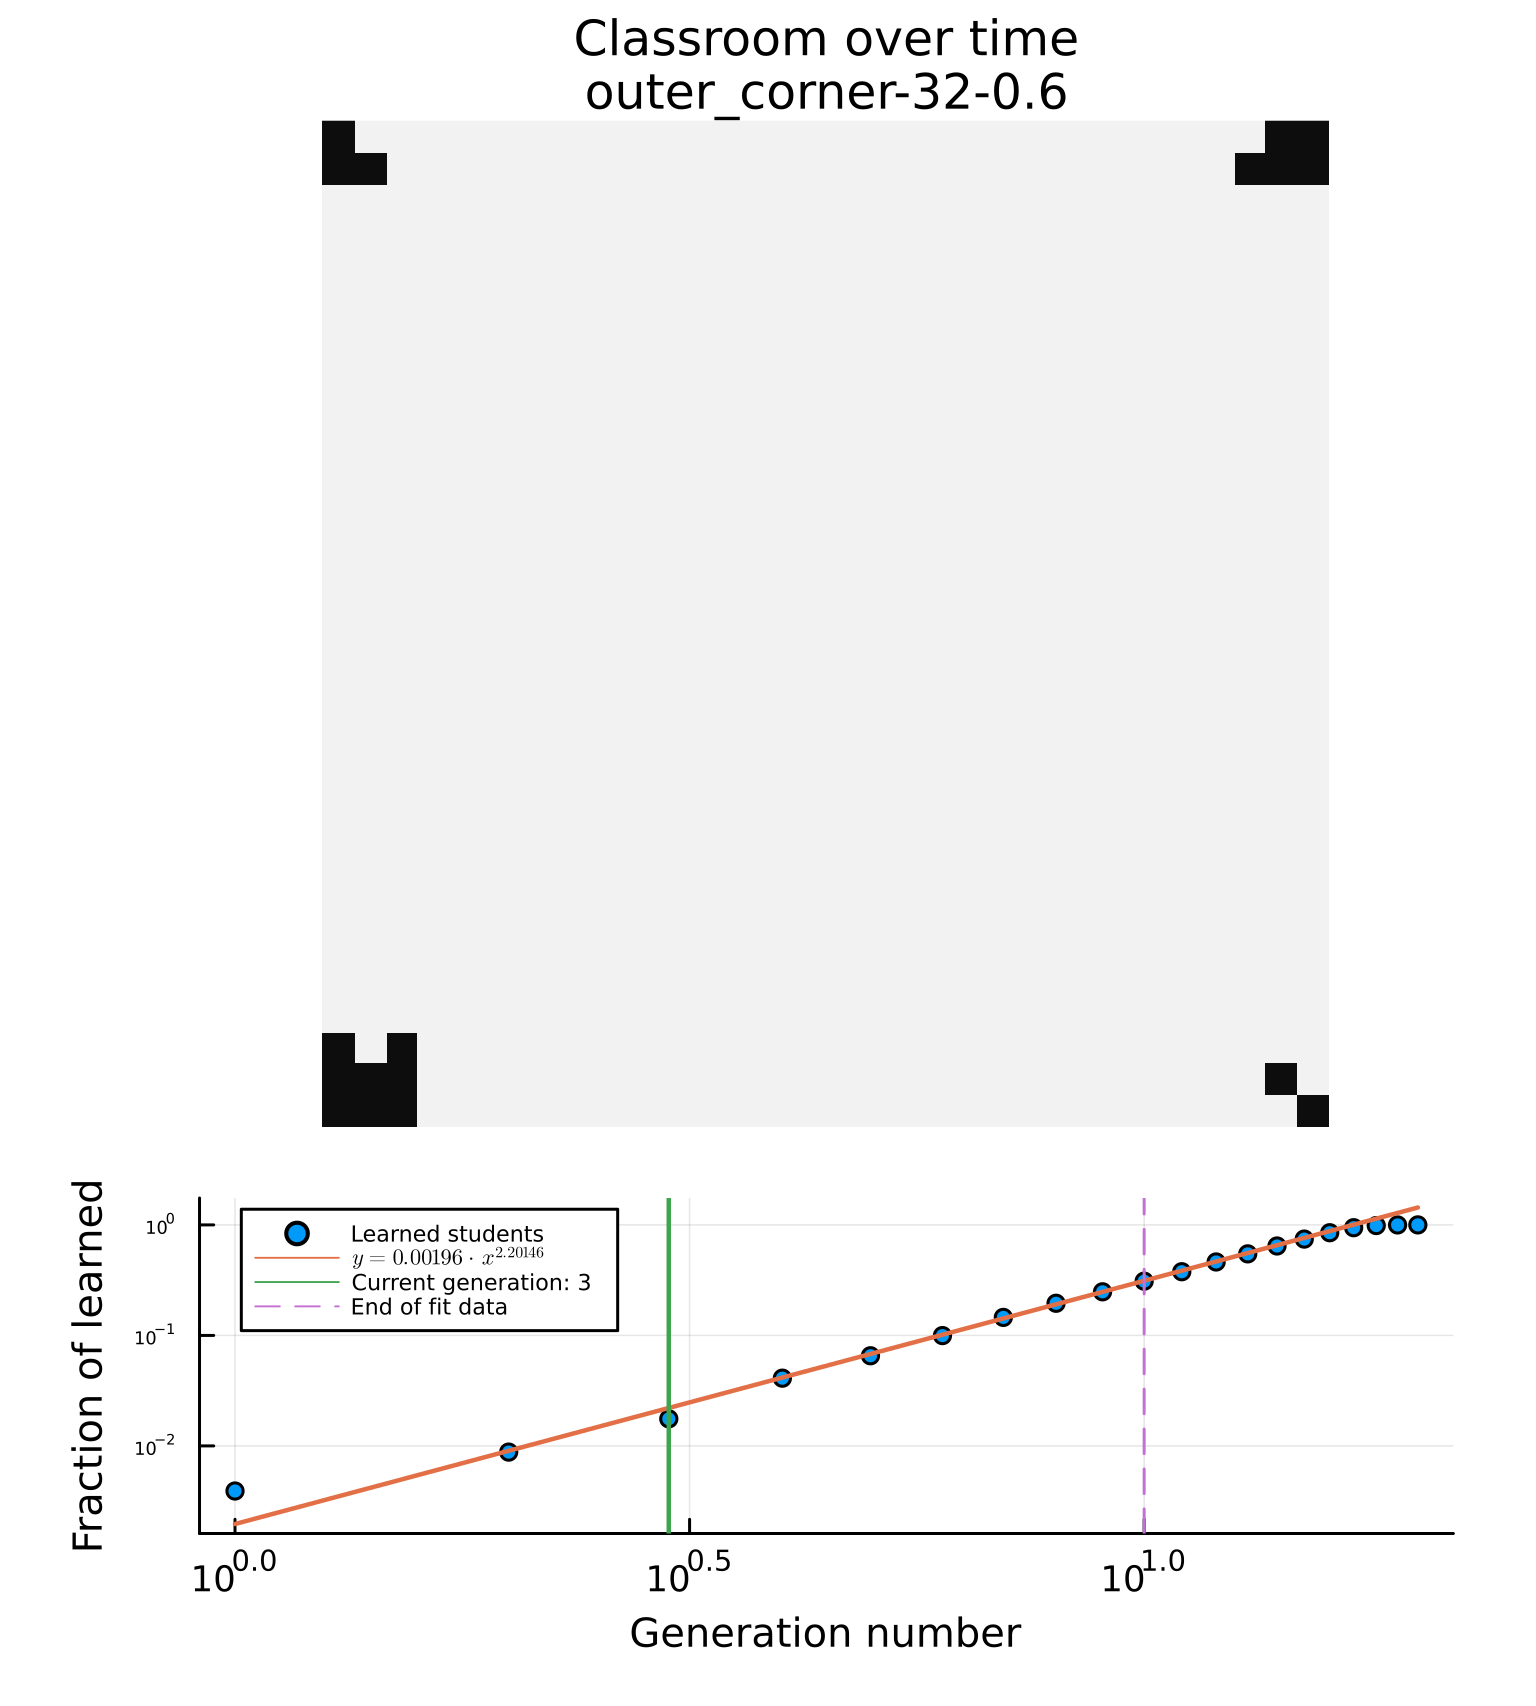 Classroom over time
outer_corner-32-0.6
Fraction of learned
10^0
10^-1
10^-2
Learned students
y = 0.00196 · x^2.20146
Current generation: 3
End of fit data
10^0.0
10^0.5
10^1.0
Generation number